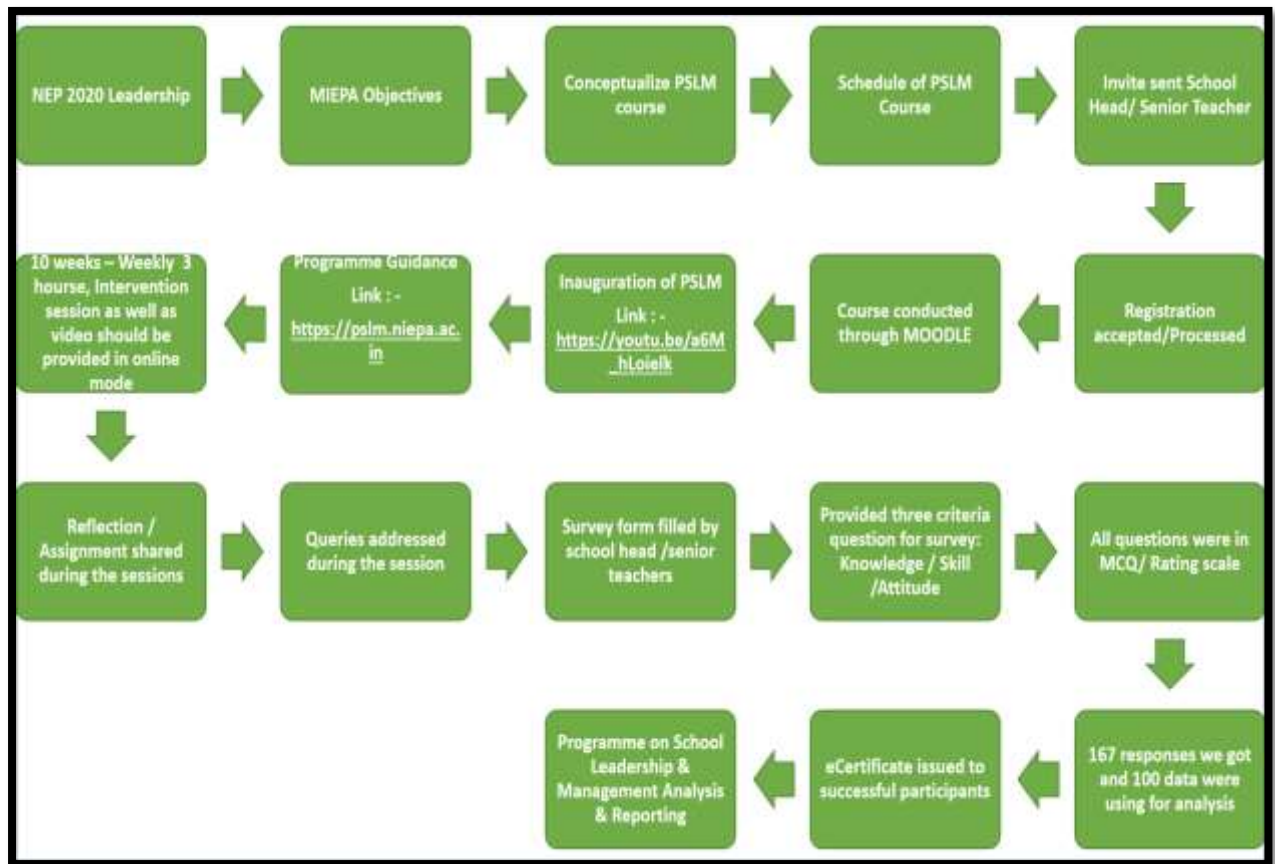 NEP 2020 Leadership
MIEPA Objectives
Conceptualize PSLM
course
Schedule of PSLM
Course
Invite sent School
Head/ Senior Teacher
Registration
accepted/Processed
Course conducted
through MOODLE
Inauguration of PSLM
Link : -
https://youtu.be/a6M
_hLoielk
Programme Guidance
Link : -
https://pslm.niepa.ac.
in
10 weeks – Weekly 3
hourse, Intervention
session as well as
video should be
provided in online
mode
Reflection /
Assignment shared
during the sessions
Queries addressed
during the session
Survey form filled by
school head /senior
teachers
Provided three criteria
question for survey:
Knowledge / Skill
/Attitude
All questions were in
MCQ/ Rating scale
167 responses we got
and 100 data were
using for analysis
eCertificate issued to
successful participants
Programme on School
Leadership &
Management Analysis
& Reporting